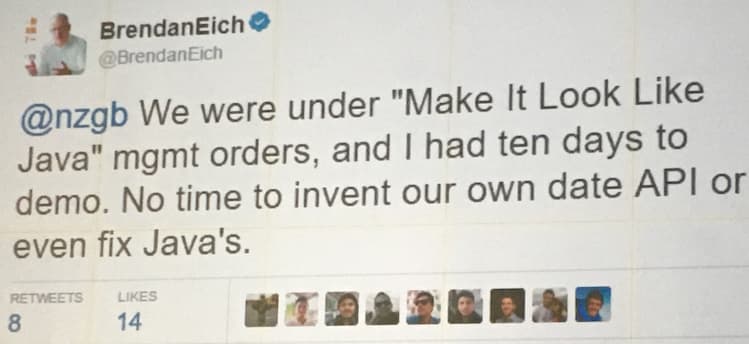 BrendanEich
@BrendanEich
@nzgb We were under "Make It Look Like
Java" mgmt orders, and I had ten days to
demo. No time to invent our own date API or
even fix Java's.
RETWEETS LIKES
8 14